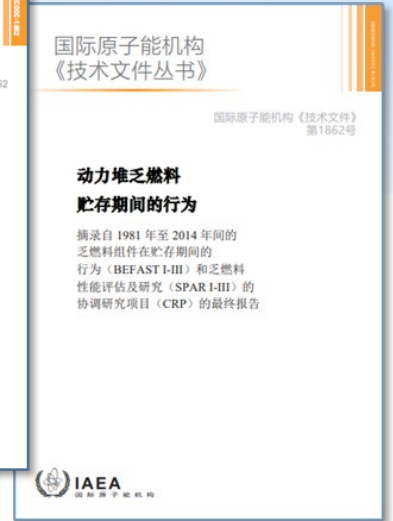 国际原子能机构
《技术文件丛书》
国际原子能机构《技术文件》
第1862号
动力堆乏燃料
贮存期间的行为
摘录自 1981 年至 2014 年间的
乏燃料组件在贮存期间的
行为（BEFAST I-III）和乏燃料
性能评估及研究（SPAR I-III）的
协调研究项目（CRP）的最终报告
IAEA
国际原子能机构